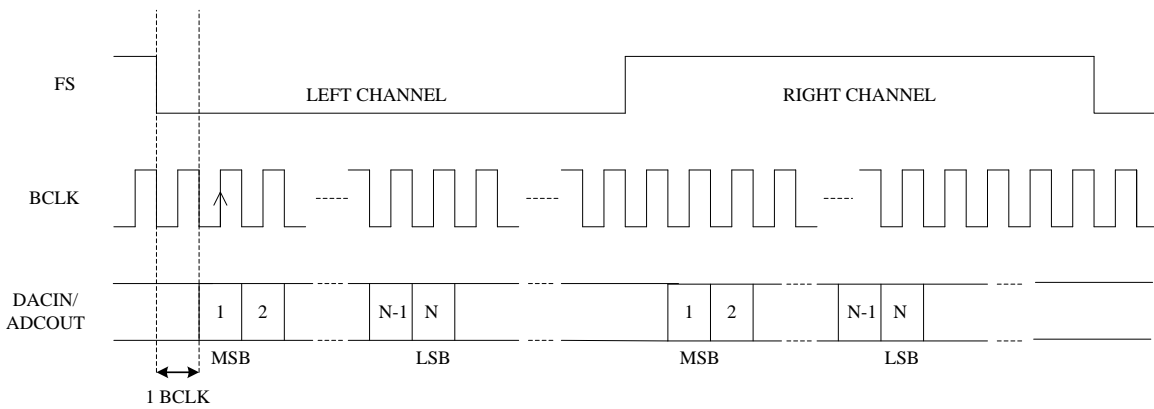 FS
LEFT CHANNEL
RIGHT CHANNEL
BCLK
DACIN/
ADCOUT
1 2 N-1 N 1 2 N-1 N
MSB LSB MSB LSB
1 BCLK